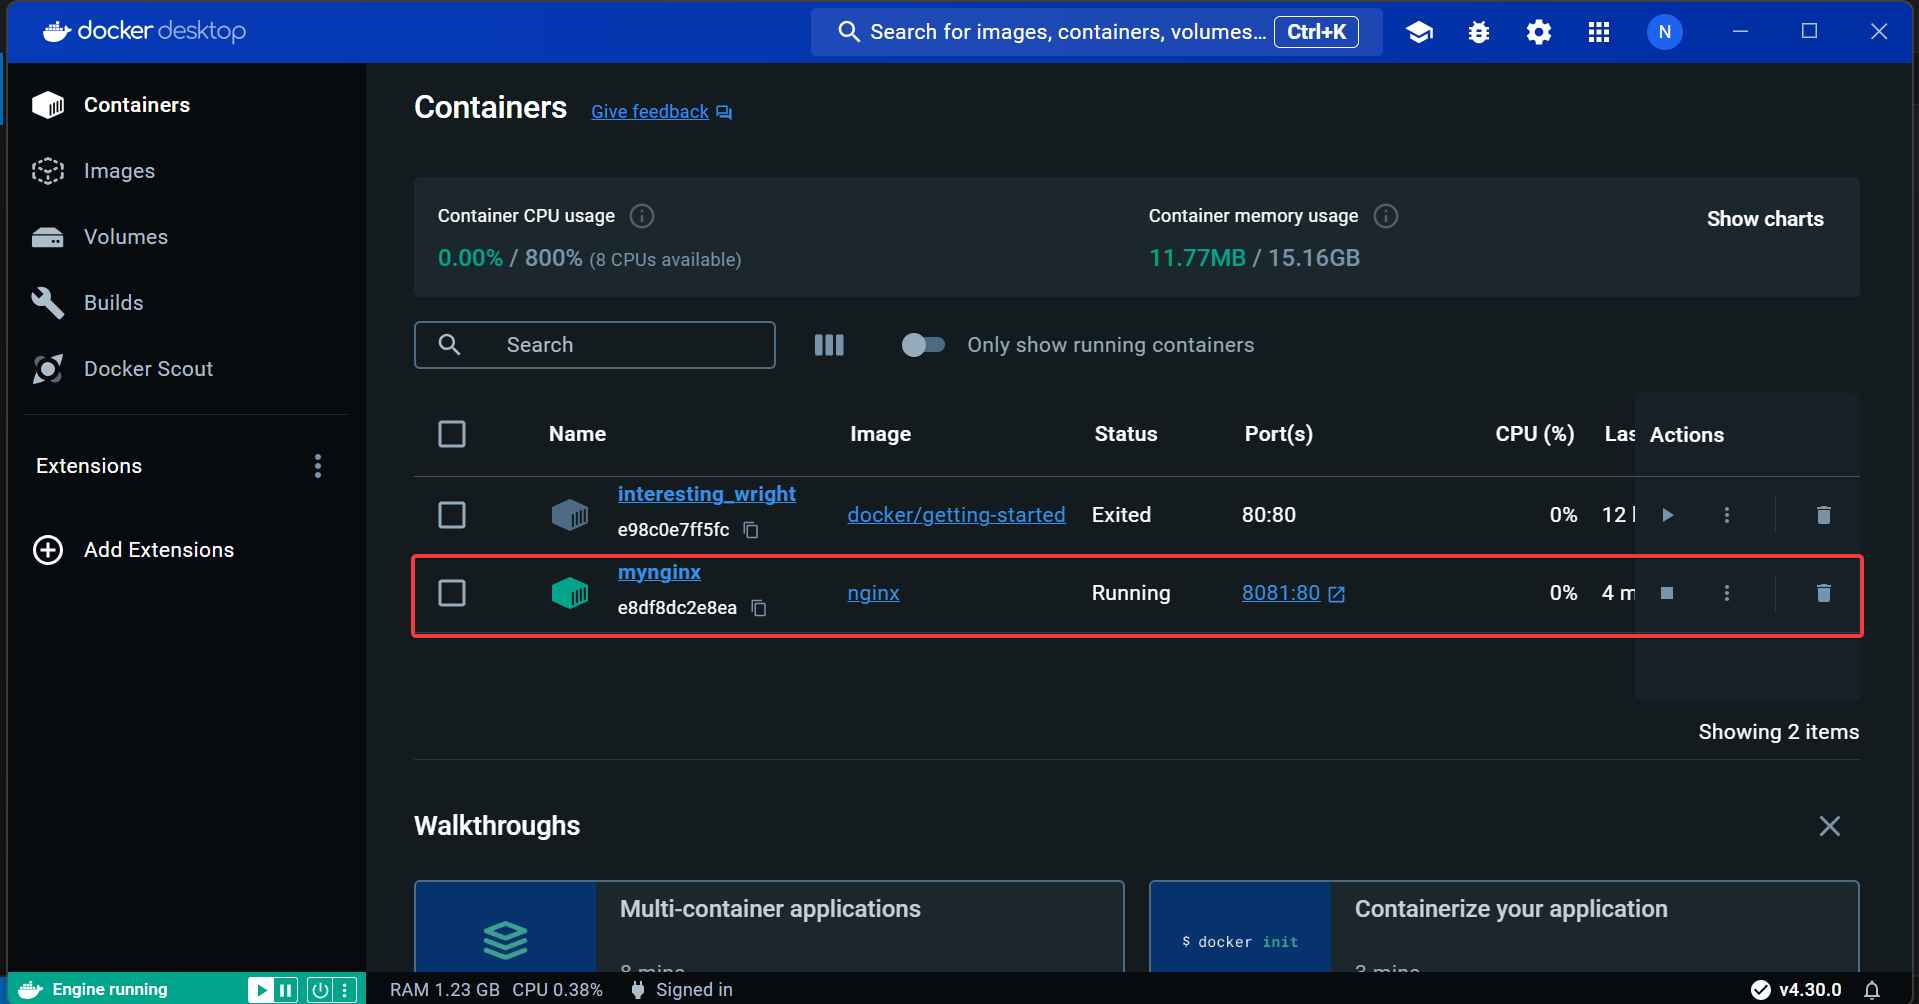 docker desktop
Search for images, containers, volumes... Ctrl+K
N
Containers
Images
Volumes
Builds
Docker Scout
Extensions
Add Extensions
Containers Give feedback
Container CPU usage
0.00% / 800% (8 CPUs available)
Container memory usage
11.77MB / 15.16GB
Show charts
Search
Only show running containers
Name Image Status Port(s) CPU (%) Las Actions
interesting_wright
e98c0e7ff5fc
docker/getting-started Exited 80:80 0% 12
mynginx
e8df8dc2e8ea
nginx Running 8081:80 0% 4 m
Showing 2 items
Walkthroughs
Multi-container applications
8 mins
$ docker init
Containerize your application
3 mins
Engine running
RAM 1.23 GB CPU 0.38% Signed in
v4.30.0